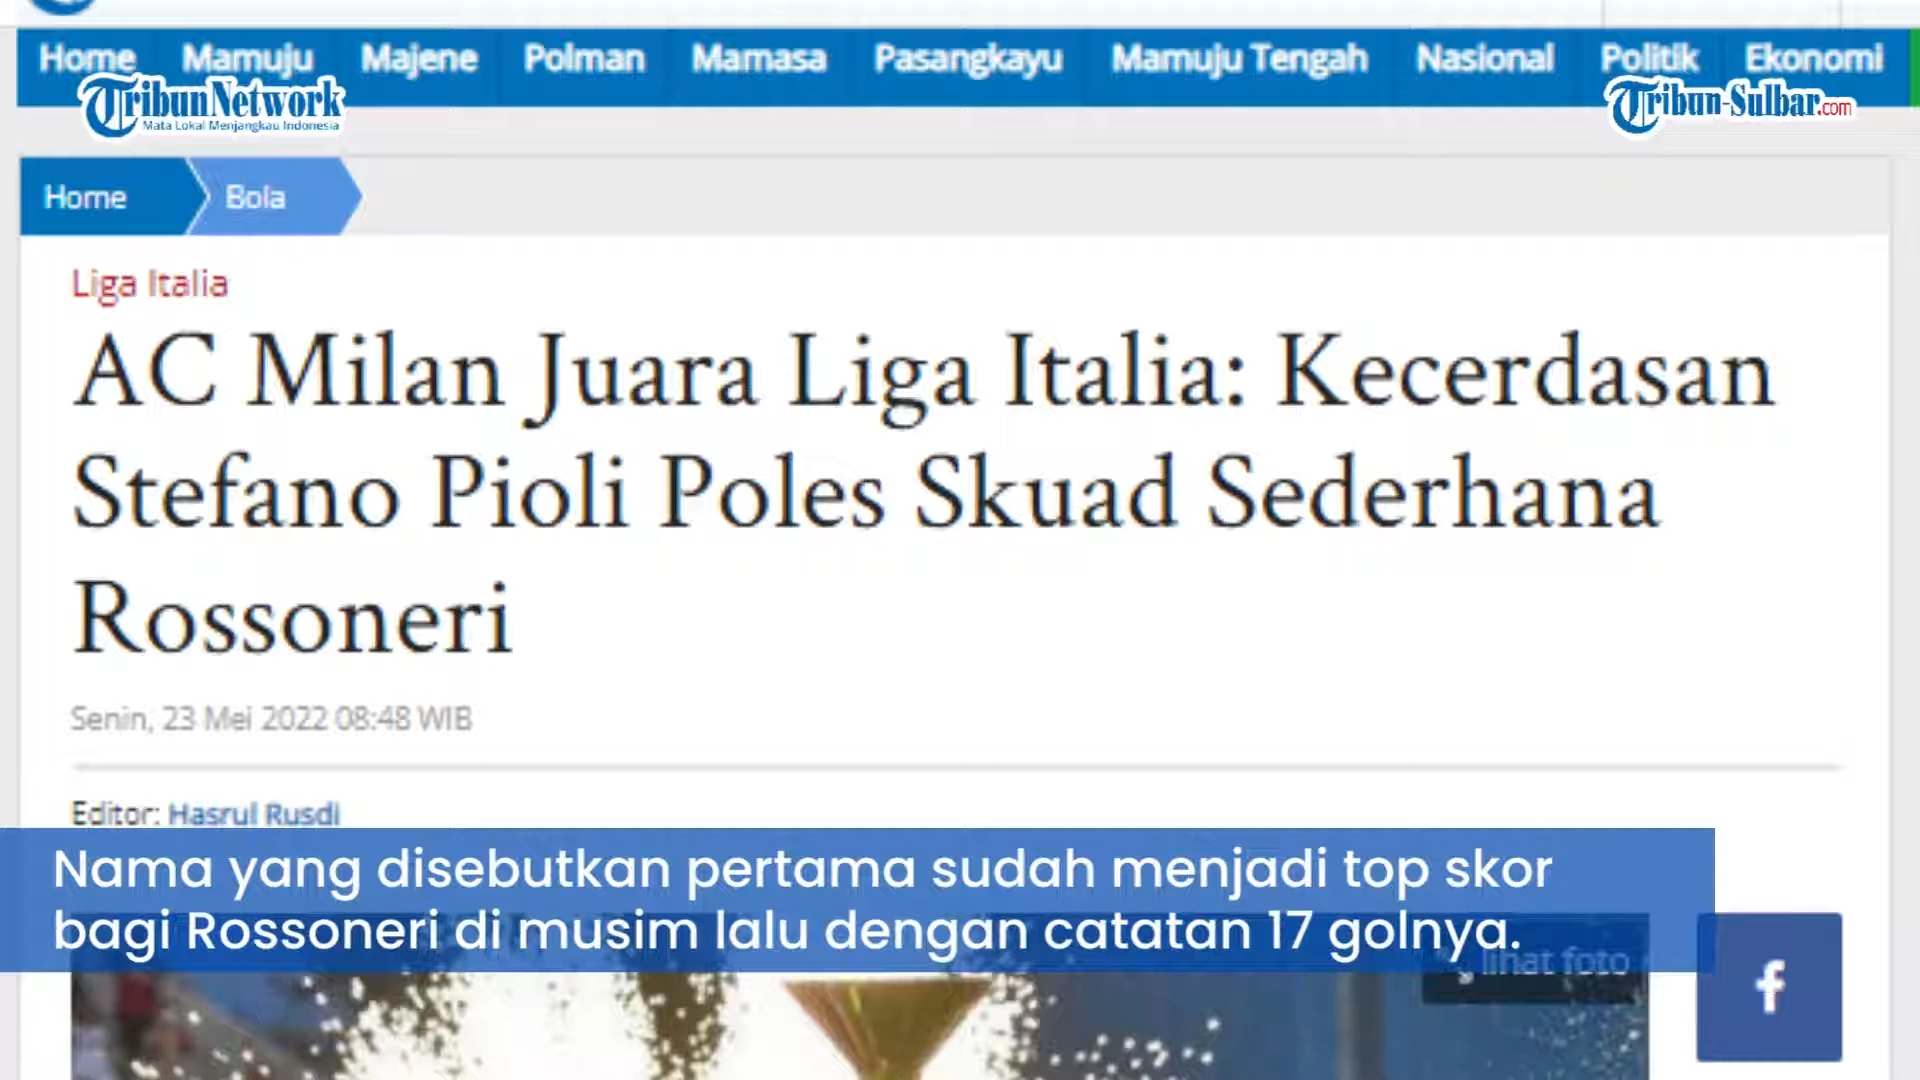 Home Mamuju Majene Polman Mamasa Pasangkayu Mamuju Tengah Nasional Politik Ekonomi
TribunNetwork
Mata Lokal Menjangkau Indonesia
Tribun-Sulbar.com
Home Bola
Liga Italia
AC Milan Juara Liga Italia: Kecerdasan
Stefano Pioli Poles Skuad Sederhana
Rossoneri
Senin, 23 Mei 2022 08:48 WIB
Editor: Hasrul Rusdi
Nama yang disebutkan pertama sudah menjadi top skor
bagi Rossoneri di musim lalu dengan catatan 17 golnya.
lihat foto
f